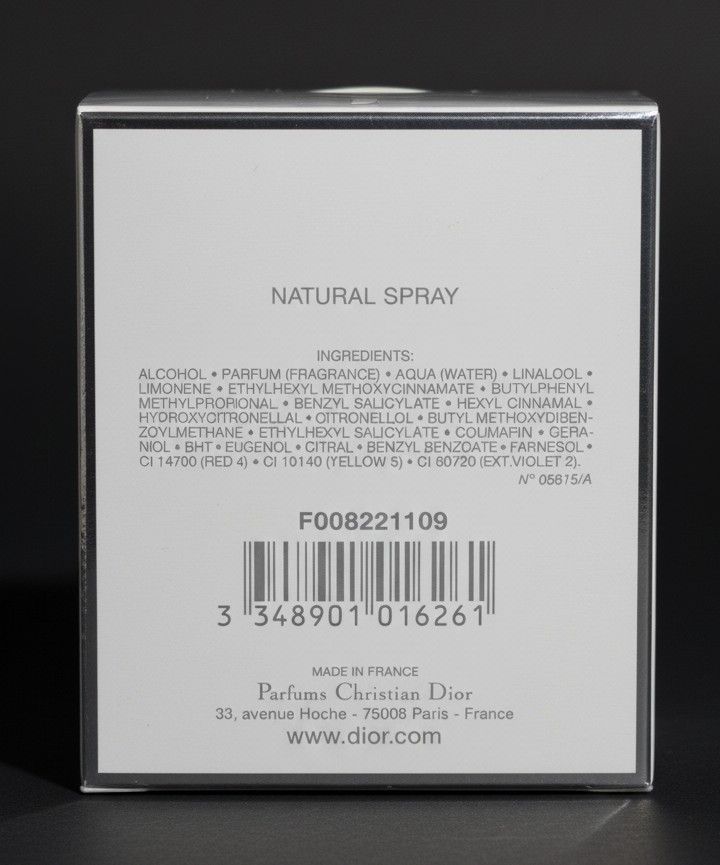 NATURAL SPRAY
INGREDIENTS:
ALCOHOL • PARFUM (FRAGRANCE) • AQUA (WATER) • LINALOOL •
LIMONENE • ETHYLHEXYL METHOXYCINNAMATE • BUTYLPHENYL
METHYLPROPIONAL • BENZYL SALICYLATE • HEXYL CINNAMAL •
HYDROXYCITRONELLAL • CITRONELLOL • BUTYL METHOXYDIBEN-
ZOYLMETHANE • ETHYLHEXYL SALICYLATE • COUMARIN • GERA-
NIOL • BHT • EUGENOL • CITRAL • BENZYL BENZOATE • FARNESOL •
CI 14700 (RED 4) • CI 10140 (YELLOW 5) • CI 60720 (EXT.VIOLET 2).
N° 05615/A
F008221109
3 348901 016261
MADE IN FRANCE
Parfums Christian Dior
33, avenue Hoche - 75008 Paris - France
www.dior.com